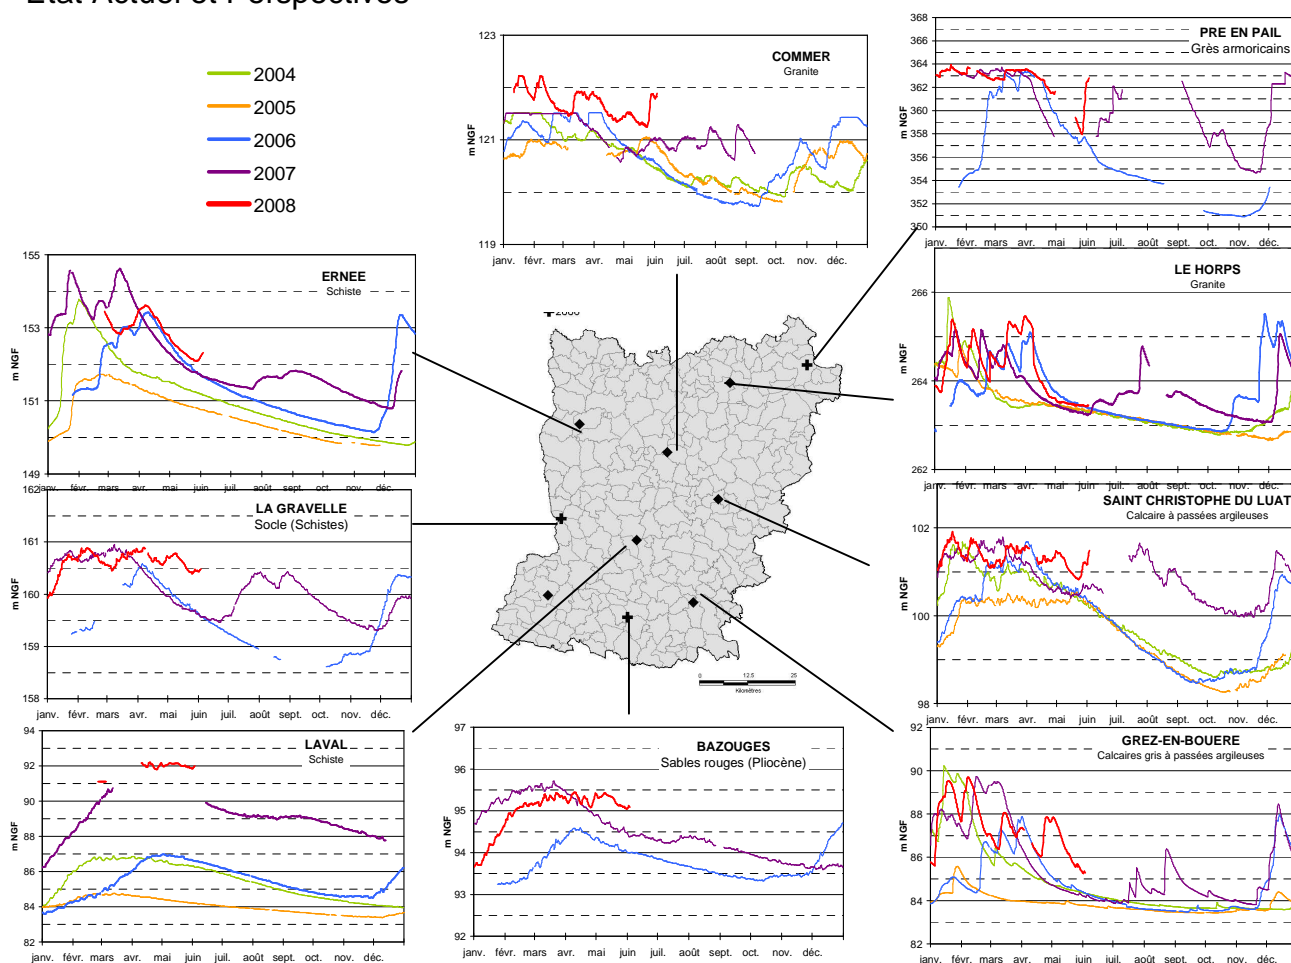 Etat Actuel et Perspectives
2004
2005
2006
2007
2008
COMMER
Granite
m NGF
123
121
119
janv. févr. mars avr. mai juin juil. août sept. oct. nov. déc.
PRE EN PAIL
Grès armoricains
m NGF
368
366
364
362
360
358
356
354
352
350
janv. févr. mars avr. mai juin juil. août sept. oct. nov. déc.
ERNEE
Schiste
m NGF
155
153
151
149
janv. févr. mars avr. mai juin juil. août sept. oct. nov. déc.
LE HORPS
Granite
m NGF
266
264
262
janv. févr. mars avr. mai juin juil. août sept. oct. nov. déc.
LA GRAVELLE
Socle (Schistes)
m NGF
162
161
160
159
158
janv. févr. mars avr. mai juin juil. août sept. oct. nov. déc.
SAINT CHRISTOPHE DU LUAT
Calcaire à passées argileuses
m NGF
102
100
98
janv. févr. mars avr. mai juin juil. août sept. oct. nov. déc.
0 12.5 25
Kilomètres
LAVAL
Schiste
m NGF
94
92
90
88
86
84
82
janv. févr. mars avr. mai juin juil. août sept. oct. nov. déc.
BAZOUGES
Sables rouges (Pliocène)
m NGF
97
96
95
94
93
92
janv. févr. mars avr. mai juin juil. août sept. oct. nov. déc.
GREZ-EN-BOUERE
Calcaires gris à passées argileuses
m NGF
92
90
88
86
84
82
janv. févr. mars avr. mai juin juil. août sept. oct. nov. déc.